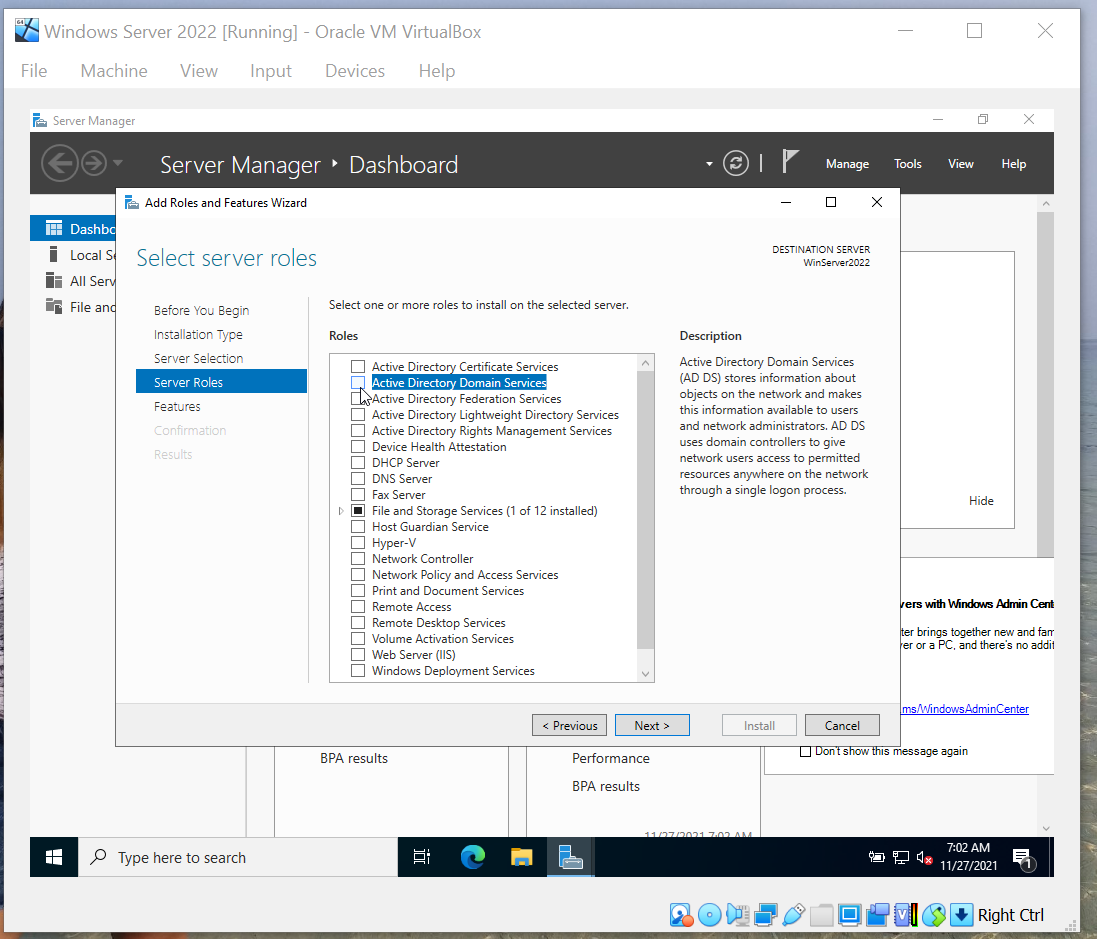 Windows Server 2022 [Running] - Oracle VM VirtualBox
File Machine View Input Devices Help
Server Manager
Server Manager • Dashboard
Manage Tools View Help
Add Roles and Features Wizard
Dashbo
Local Se
All Serv
File and
Select server roles
DESTINATION SERVER
WinServer2022
Before You Begin
Installation Type
Server Selection
Server Roles
Features
Confirmation
Results
Select one or more roles to install on the selected server.
Roles
Active Directory Certificate Services
Active Directory Domain Services
Active Directory Federation Services
Active Directory Lightweight Directory Services
Active Directory Rights Management Services
Device Health Attestation
DHCP Server
DNS Server
Fax Server
File and Storage Services (1 of 12 installed)
Host Guardian Service
Hyper-V
Network Controller
Network Policy and Access Services
Print and Document Services
Remote Access
Remote Desktop Services
Volume Activation Services
Web Server (IIS)
Windows Deployment Services
Description
Active Directory Domain Services
(AD DS) stores information about
objects on the network and makes
this information available to users
and network administrators. AD DS
uses domain controllers to give
network users access to permitted
resources anywhere on the network
through a single logon process.
Hide
vers with Windows Admin Cent
ter brings together new and fam
ver or a PC, and there's no addit
.ms/WindowsAdminCenter
Don't show this message again
< Previous Next > Install Cancel
BPA results
Performance
BPA results
11/27/2021 7:02 AM
Type here to search
7:02 AM
11/27/2021
1
Right Ctrl